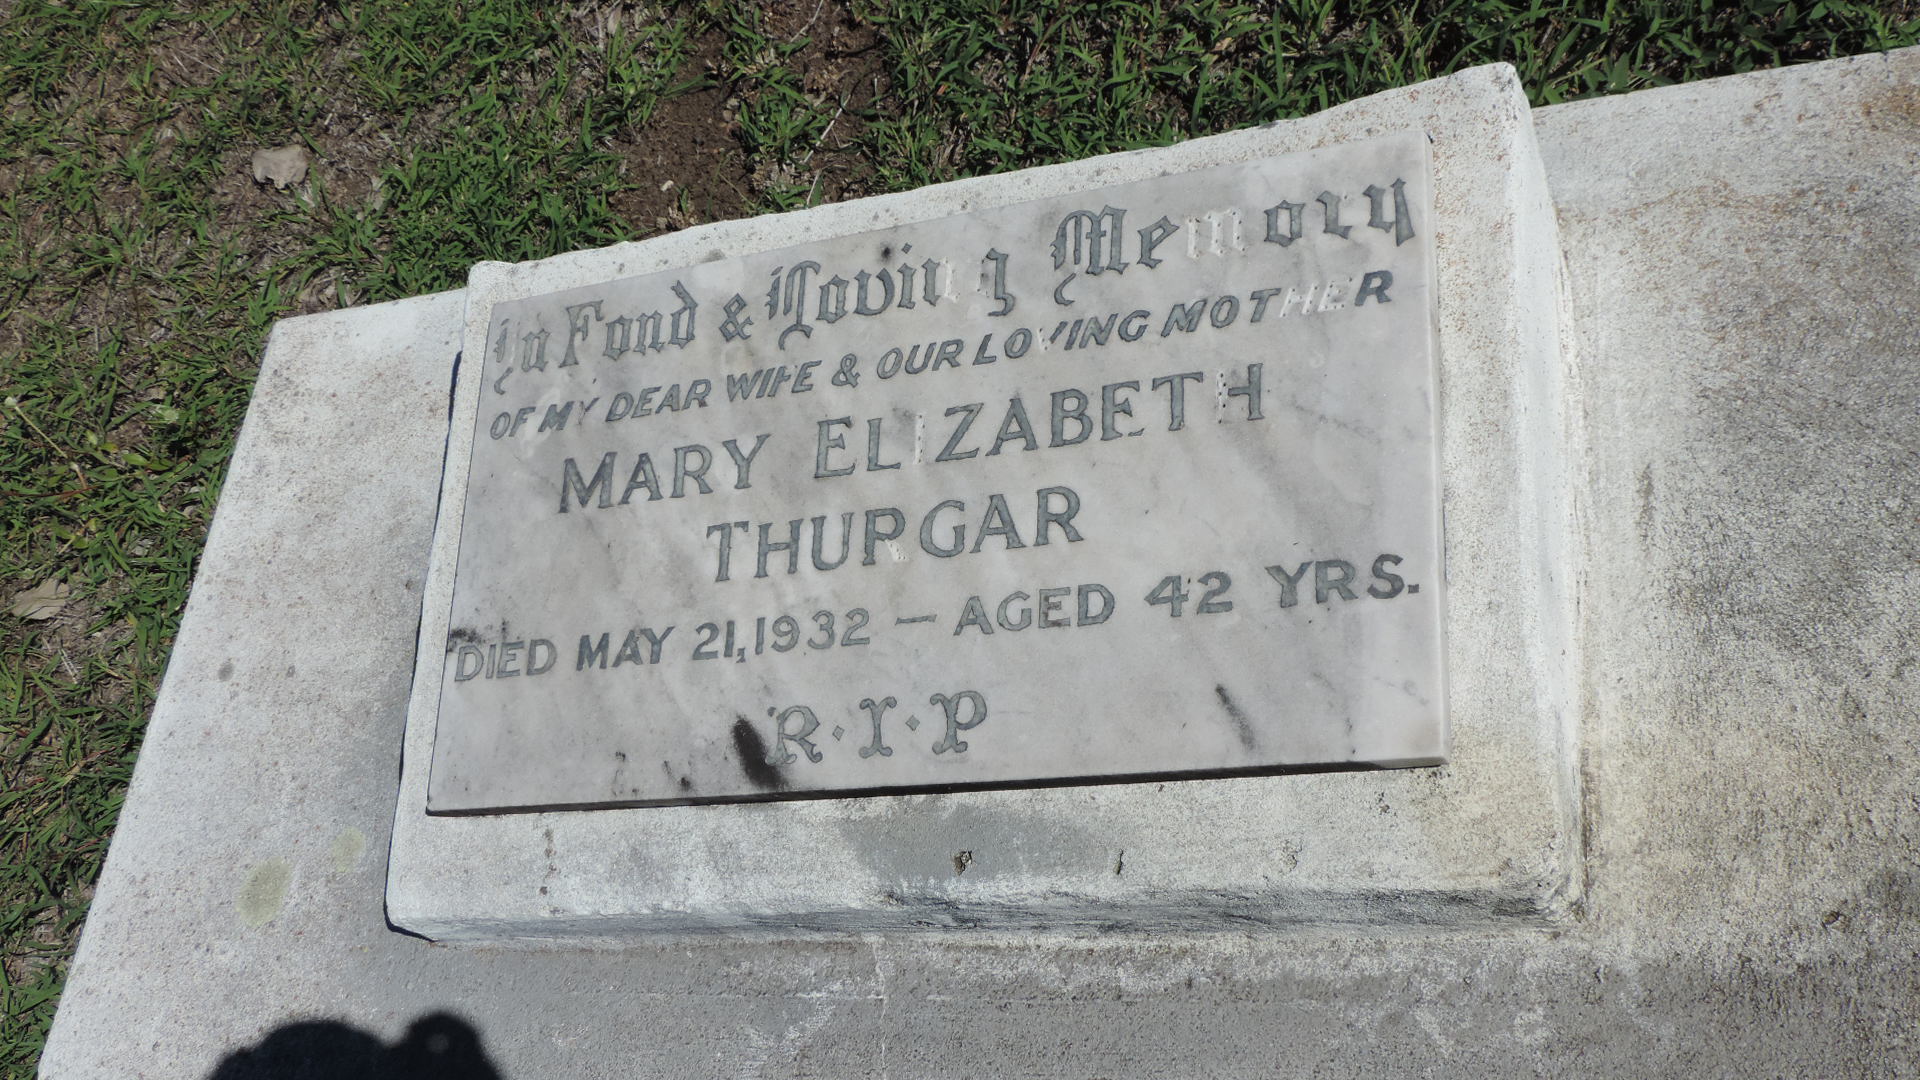 In Fond & Loving Memory
OF MY DEAR WIFE & OUR LOVING MOTHER
MARY ELIZABETH
THURGAR
DIED MAY 21, 1932 — AGED 42 YRS.
R·I·P